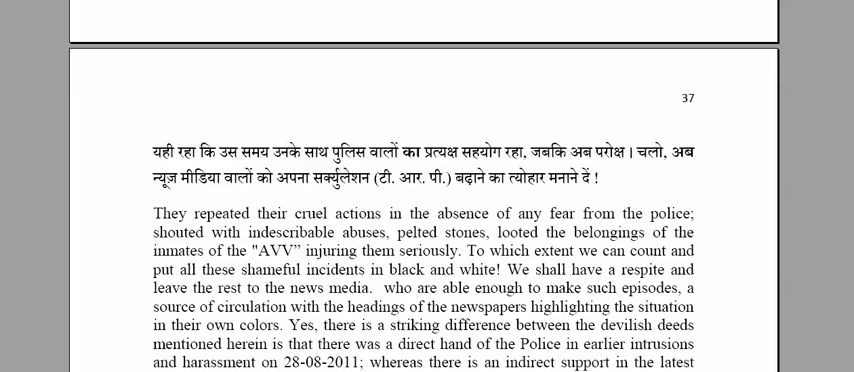 37
यही रहा कि उस समय उनके साथ पुलिस वालों का प्रत्यक्ष सहयोग रहा, जबकि अब परोक्ष । चलो, अब
न्यूज़ मीडिया वालों को अपना सर्क्युलेशन (टी. आर. पी.) बढ़ाने का त्योहार मनाने दें !
They repeated their cruel actions in the absence of any fear from the police;
shouted with indescribable abuses, pelted stones, looted the belongings of the
inmates of the "AVV” injuring them seriously. To which extent we can count and
put all these shameful incidents in black and white! We shall have a respite and
leave the rest to the news media. who are able enough to make such episodes, a
source of circulation with the headings of the newspapers highlighting the situation
in their own colors. Yes, there is a striking difference between the devilish deeds
mentioned herein is that there was a direct hand of the Police in earlier intrusions
and harassment on 28-08-2011; whereas there is an indirect support in the latest